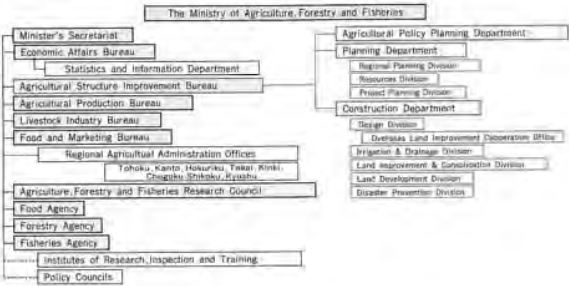 The Ministry of Agriculture, Forestry and Fisheries
Minister's Secretariat
Economic Affairs Bureau
Statistics and Information Department
Agricultural Structure Improvement Bureau
Agricultural Production Bureau
Livestock Industry Bureau
Food and Marketing Bureau
Regional Agricultual Administration Offices
Tohoku, Kanto, Hokuriku, Tokai, Kinki,
Chugoku-Shikoku, Kyushu
Agriculture, Forestry and Fisheries Research Council
Food Agency
Forestry Agency
Fisheries Agency
Institutes of Research, Inspection and Training
Policy Councils
Agricultural Policy Planning Department
Planning Department
Regional Planning Division
Resources Division
Project Planning Division
Construction Department
Design Division
Overseas Land Improvement Cooperation Office
Irrigation & Drainage Division
Land Improvement & Consolidation Division
Land Development Division
Disaster Prevention Division